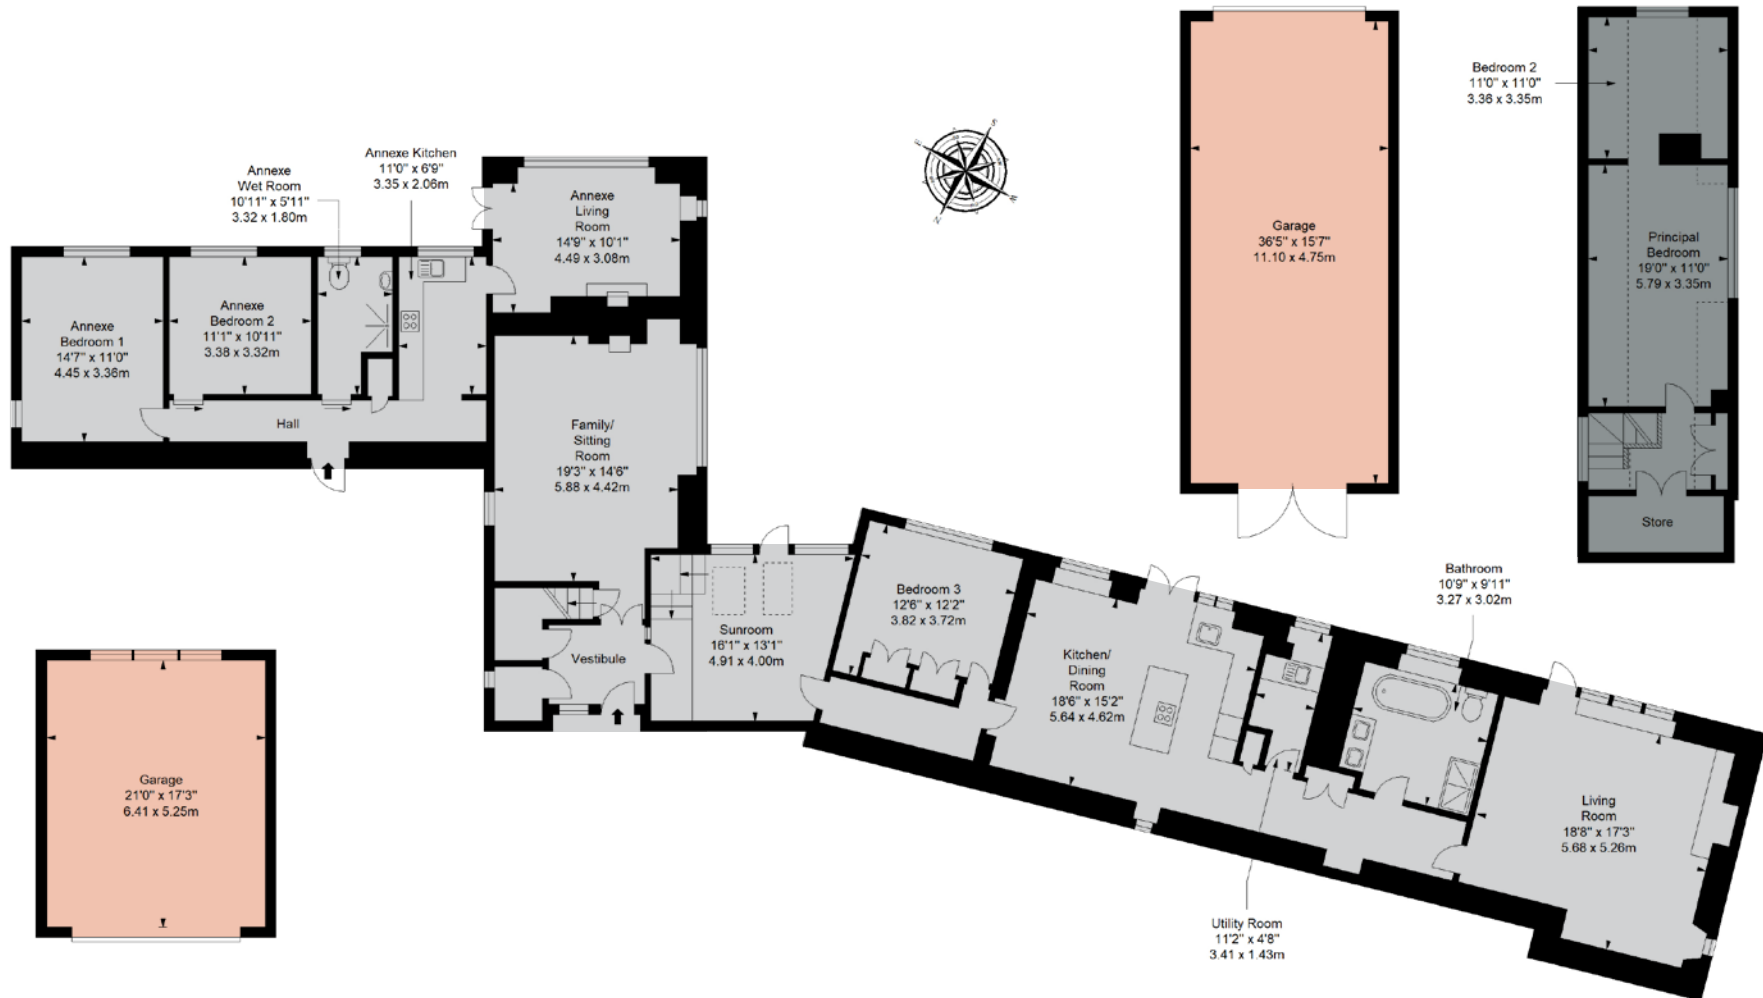 Annexe
Wet Room
10'11" x 5'11"
3.32 x 1.80m
Annexe Kitchen
11'0" x 6'9"
3.35 x 2.06m
Annexe
Living
Room
14'9" x 10'1"
4.49 x 3.08m
S
E
W
N
Garage
36'5" x 15'7"
11.10 x 4.75m
Bedroom 2
11'0" x 11'0"
3.36 x 3.35m
Principal
Bedroom
19'0" x 11'0"
5.79 x 3.35m
Store
Annexe
Bedroom 1
14'7" x 11'0"
4.45 x 3.36m
Annexe
Bedroom 2
11'1" x 10'11"
3.38 x 3.32m
Hall
Family/
Sitting
Room
19'3" x 14'6"
5.88 x 4.42m
Vestibule
Sunroom
16'1" x 13'1"
4.91 x 4.00m
Bedroom 3
12'6" x 12'2"
3.82 x 3.72m
Kitchen/
Dining
Room
18'6" x 15'2"
5.64 x 4.62m
Bathroom
10'9" x 9'11"
3.27 x 3.02m
Living
Room
18'8" x 17'3"
5.68 x 5.26m
Utility Room
11'2" x 4'8"
3.41 x 1.43m
Garage
21'0" x 17'3"
6.41 x 5.25m